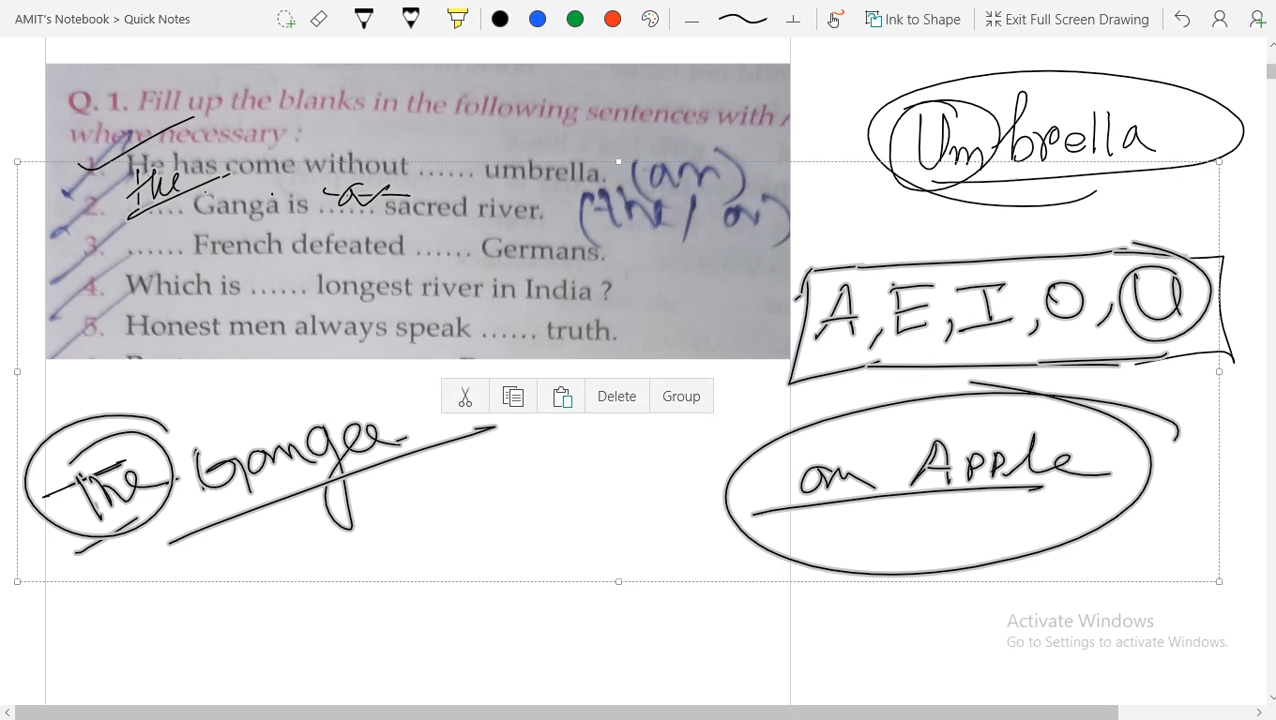 AMIT's Notebook > Quick Notes
Ink to Shape
Exit Full Screen Drawing
Q. 1. Fill up the blanks in the following sentences with
where necessary :
1. He has come without ...... umbrella. (an)
2. the ...... Ganga is ...... a sacred river. (the / a)
3. ...... French defeated ...... Germans.
4. Which is ...... longest river in India ?
5. Honest men always speak ...... truth.
Umbrella
A, E, I, O, U
Delete
Group
The Ganga
an Apple
Activate Windows
Go to Settings to activate Windows.